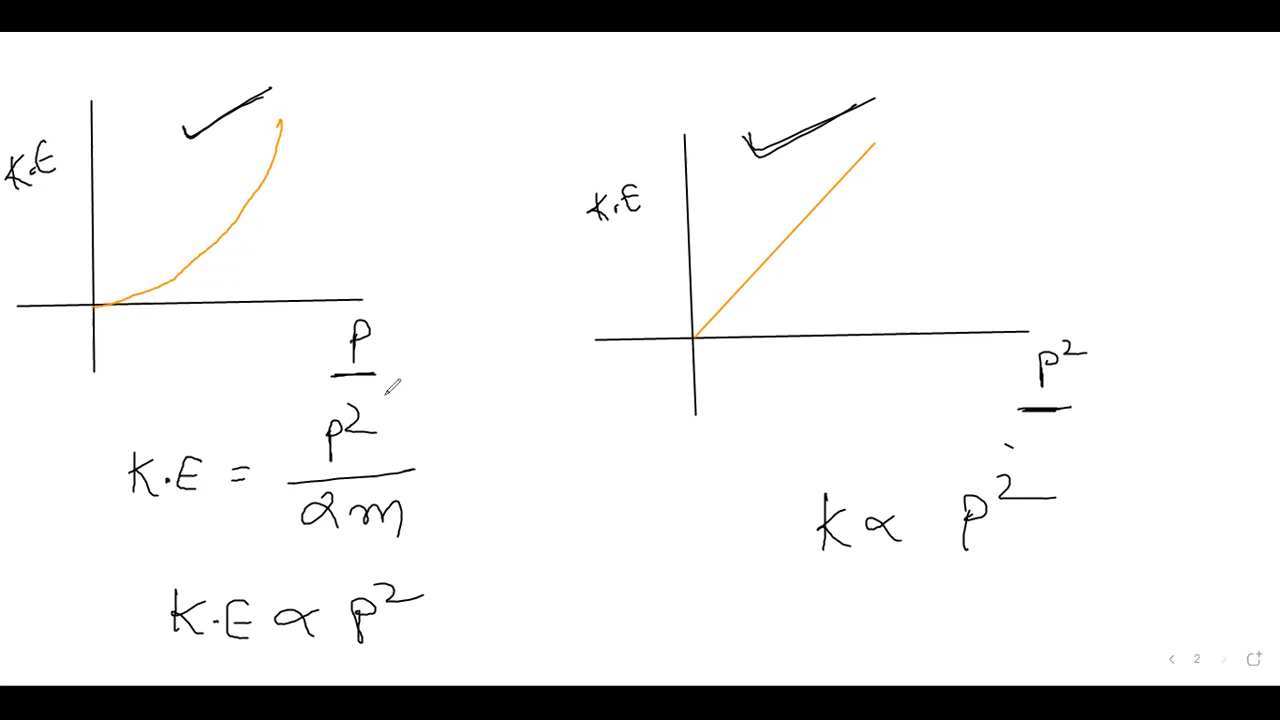 K.E
P
K.E = P²/2m
K.E ∝ P²
K.E
P²
K ∝ P²
2